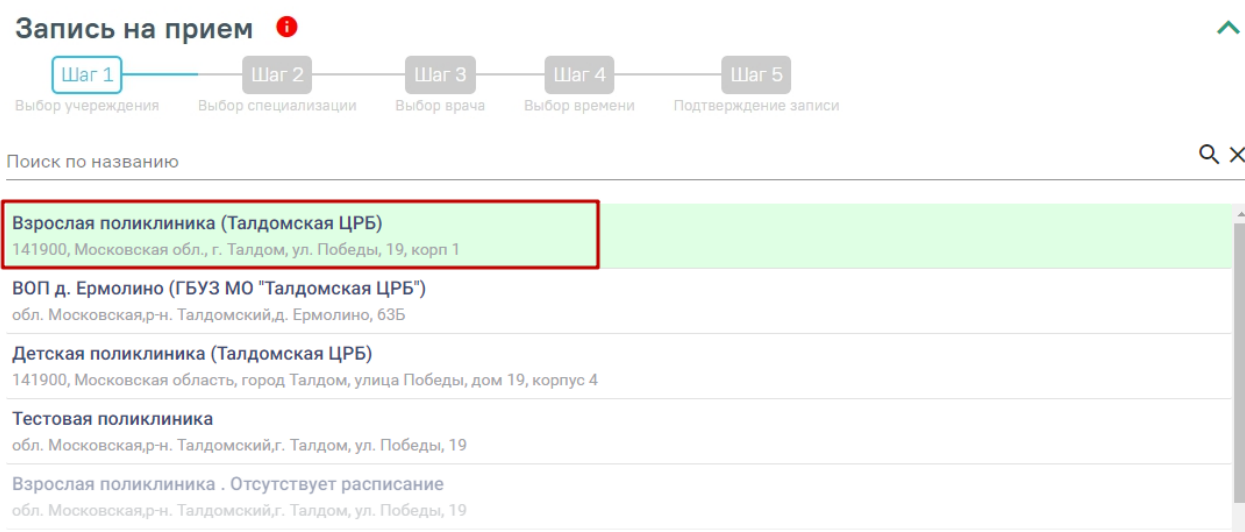 Запись на прием
Шаг 1 Шаг 2 Шаг 3 Шаг 4 Шаг 5
Выбор учереждения Выбор специализации Выбор врача Выбор времени Подтверждение записи
Поиск по названию
Взрослая поликлиника (Талдомская ЦРБ)
141900, Московская обл., г. Талдом, ул. Победы, 19, корп 1
ВОП д. Ермолино (ГБУЗ МО "Талдомская ЦРБ")
обл. Московская,р-н. Талдомский,д. Ермолино, 63Б
Детская поликлиника (Талдомская ЦРБ)
141900, Московская область, город Талдом, улица Победы, дом 19, корпус 4
Тестовая поликлиника
обл. Московская,р-н. Талдомский,г. Талдом, ул. Победы, 19
Взрослая поликлиника . Отсутствует расписание
обл. Московская,р-н. Талдомский,г. Талдом, ул. Победы, 19